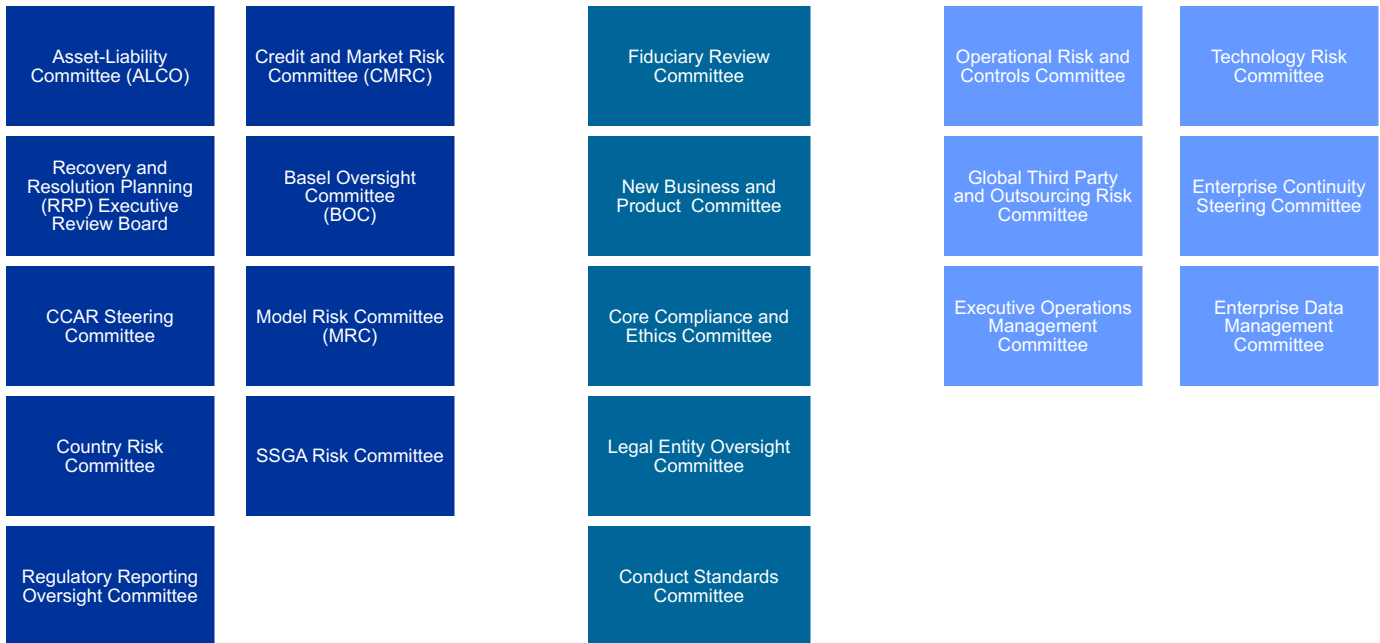 Asset-Liability
Committee (ALCO)
Credit and Market Risk
Committee (CMRC)
Fiduciary Review
Committee
Operational Risk and
Controls Committee
Technology Risk
Committee
Recovery and
Resolution Planning
(RRP) Executive
Review Board
Basel Oversight
Committee
(BOC)
New Business and
Product  Committee
Global Third Party
and Outsourcing Risk
Committee
Enterprise Continuity
Steering Committee
CCAR Steering
Committee
Model Risk Committee
(MRC)
Core Compliance and
Ethics Committee
Executive Operations
Management
Committee
Enterprise Data
Management
Committee
Country Risk
Committee
SSGA Risk Committee
Legal Entity Oversight
Committee
Regulatory Reporting
Oversight Committee
Conduct Standards
Committee